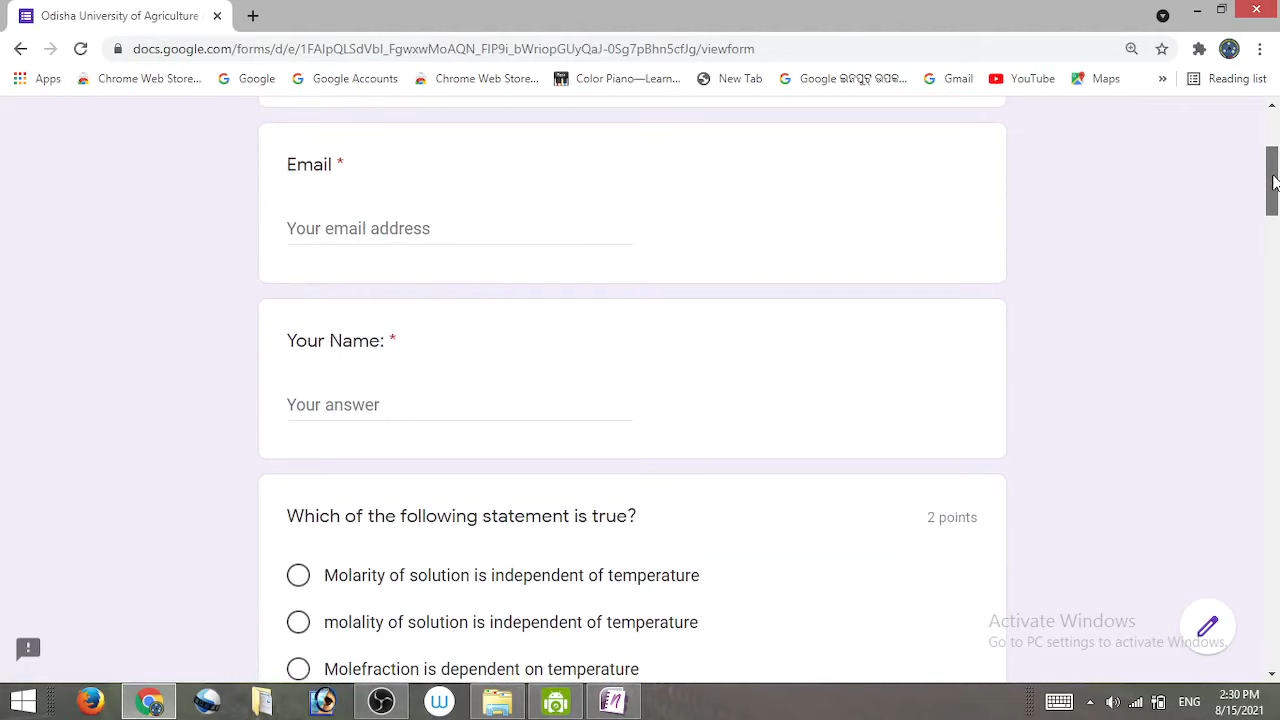 Odisha University of Agriculture
docs.google.com/forms/d/e/1FAIpQLSdVbI_FgwxwMoAQN_FIP9i_bWriopGUyQaJ-0Sg7pBhn5cfJg/viewform
Apps Chrome Web Store... Google Google Accounts Chrome Web Store... Color Piano—Learn... New Tab Google Gmail YouTube Maps » Reading list
Email *
Your email address
Your Name: *
Your answer
Which of the following statement is true? 2 points
Molarity of solution is independent of temperature
molality of solution is independent of temperature
Molefraction is dependent on temperature
Activate Windows
Go to PC settings to activate Windows.
ENG 2:30 PM
8/15/2021